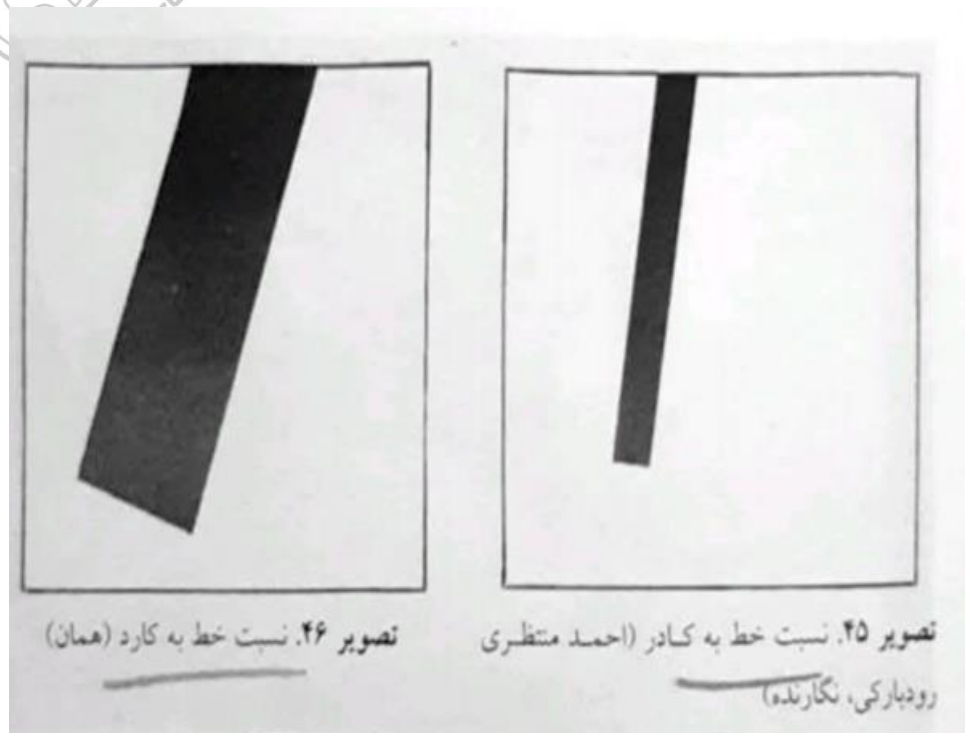 تصویر ۴۵. نسبت خط به کادر (احمد منتظری
رودبارکی، نگارنده)
تصویر ۴۶. نسبت خط به کارد (همان)